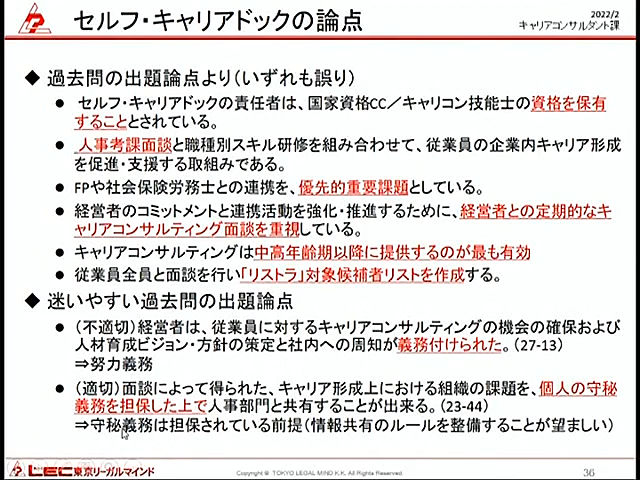 セルフ・キャリアドックの論点
2022/2
キャリアコンサルタント課
◆ 過去問の出題論点より（いずれも誤り）
● セルフ・キャリアドックの責任者は、国家資格CC／キャリコン技能士の資格を保有
することとされている。
● 人事考課面談と職種別スキル研修を組み合わせて、従業員の企業内キャリア形成
を促進・支援する取組みである。
● FPや社会保険労務士との連携を、優先的重要課題としている。
● 経営者のコミットメントと連携活動を強化・推進するために、経営者との定期的なキ
ャリアコンサルティング面談を重視している。
● キャリアコンサルティングは中高年齢期以降に提供するのが最も有効
● 従業員全員と面談を行い「リストラ」対象候補者リストを作成する。
◆ 迷いやすい過去問の出題論点
● （不適切）経営者は、従業員に対するキャリアコンサルティングの機会の確保および
人材育成ビジョン・方針の策定と社内への周知が義務付けられた。（27-13）
⇒努力義務
● （適切）面談によって得られた、キャリア形成上における組織の課題を、個人の守秘
義務を担保した上で人事部門と共有することが出来る。（23-44）
⇒守秘義務は担保されている前提（情報共有のルールを整備することが望ましい）
LEC東京リーガルマインド
Copyright © TOKYO LEGAL MIND K.K. All Rights Reserved.
36